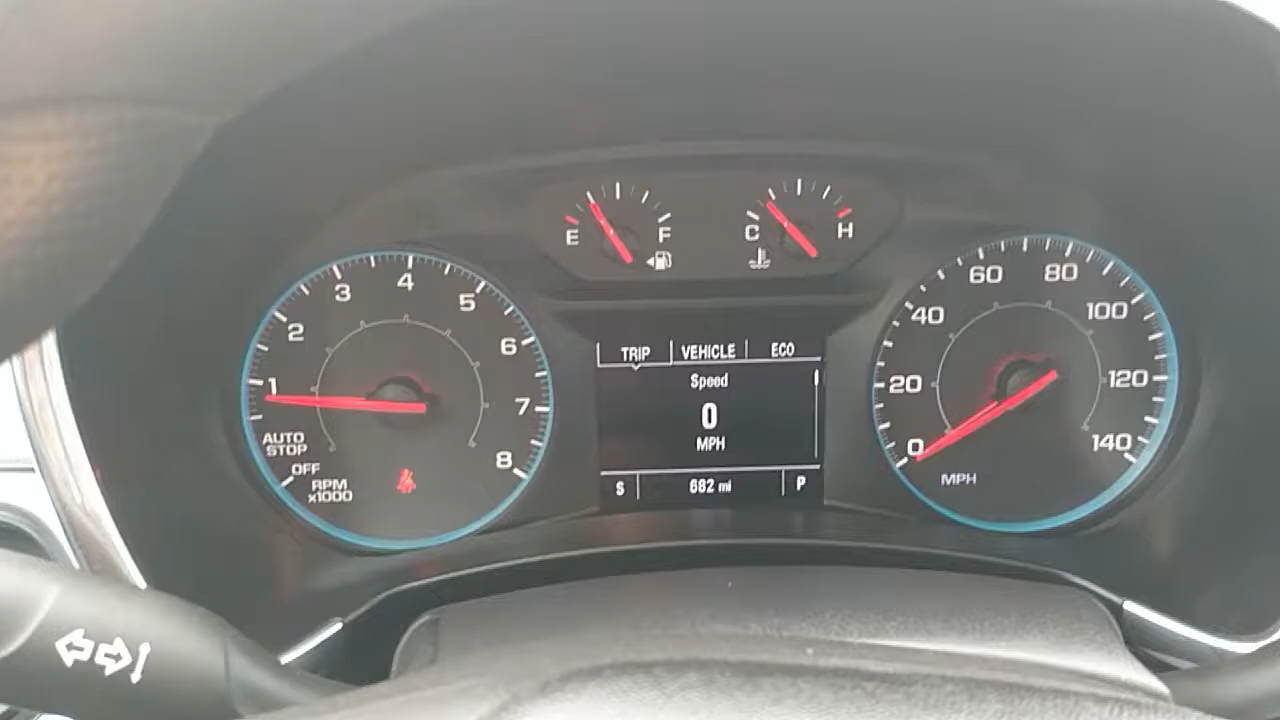 E F
C H
1 2 3 4 5 6 7 8
AUTO
STOP
OFF
RPM
x1000
TRIP VEHICLE ECO
Speed
0
MPH
S 682 mi P
0 20 40 60 80 100 120 140
MPH